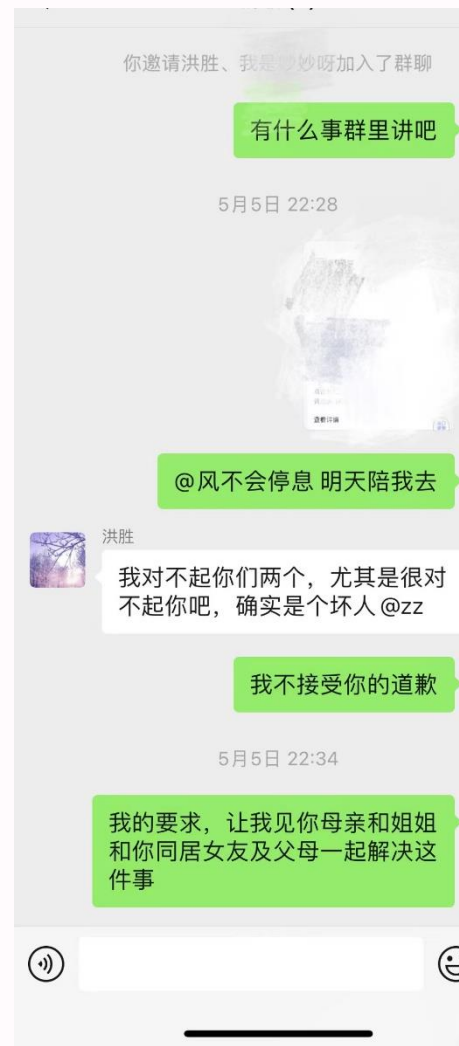 你邀请洪胜、我是妙妙呀加入了群聊
有什么事群里讲吧
5月5日 22:28
查看详情
@风不会停息 明天陪我去
洪胜
我对不起你们两个，尤其是很对
不起你吧，确实是个坏人@zz
我不接受你的道歉
5月5日 22:34
我的要求，让我见你母亲和姐姐
和你同居女友及父母一起解决这
件事